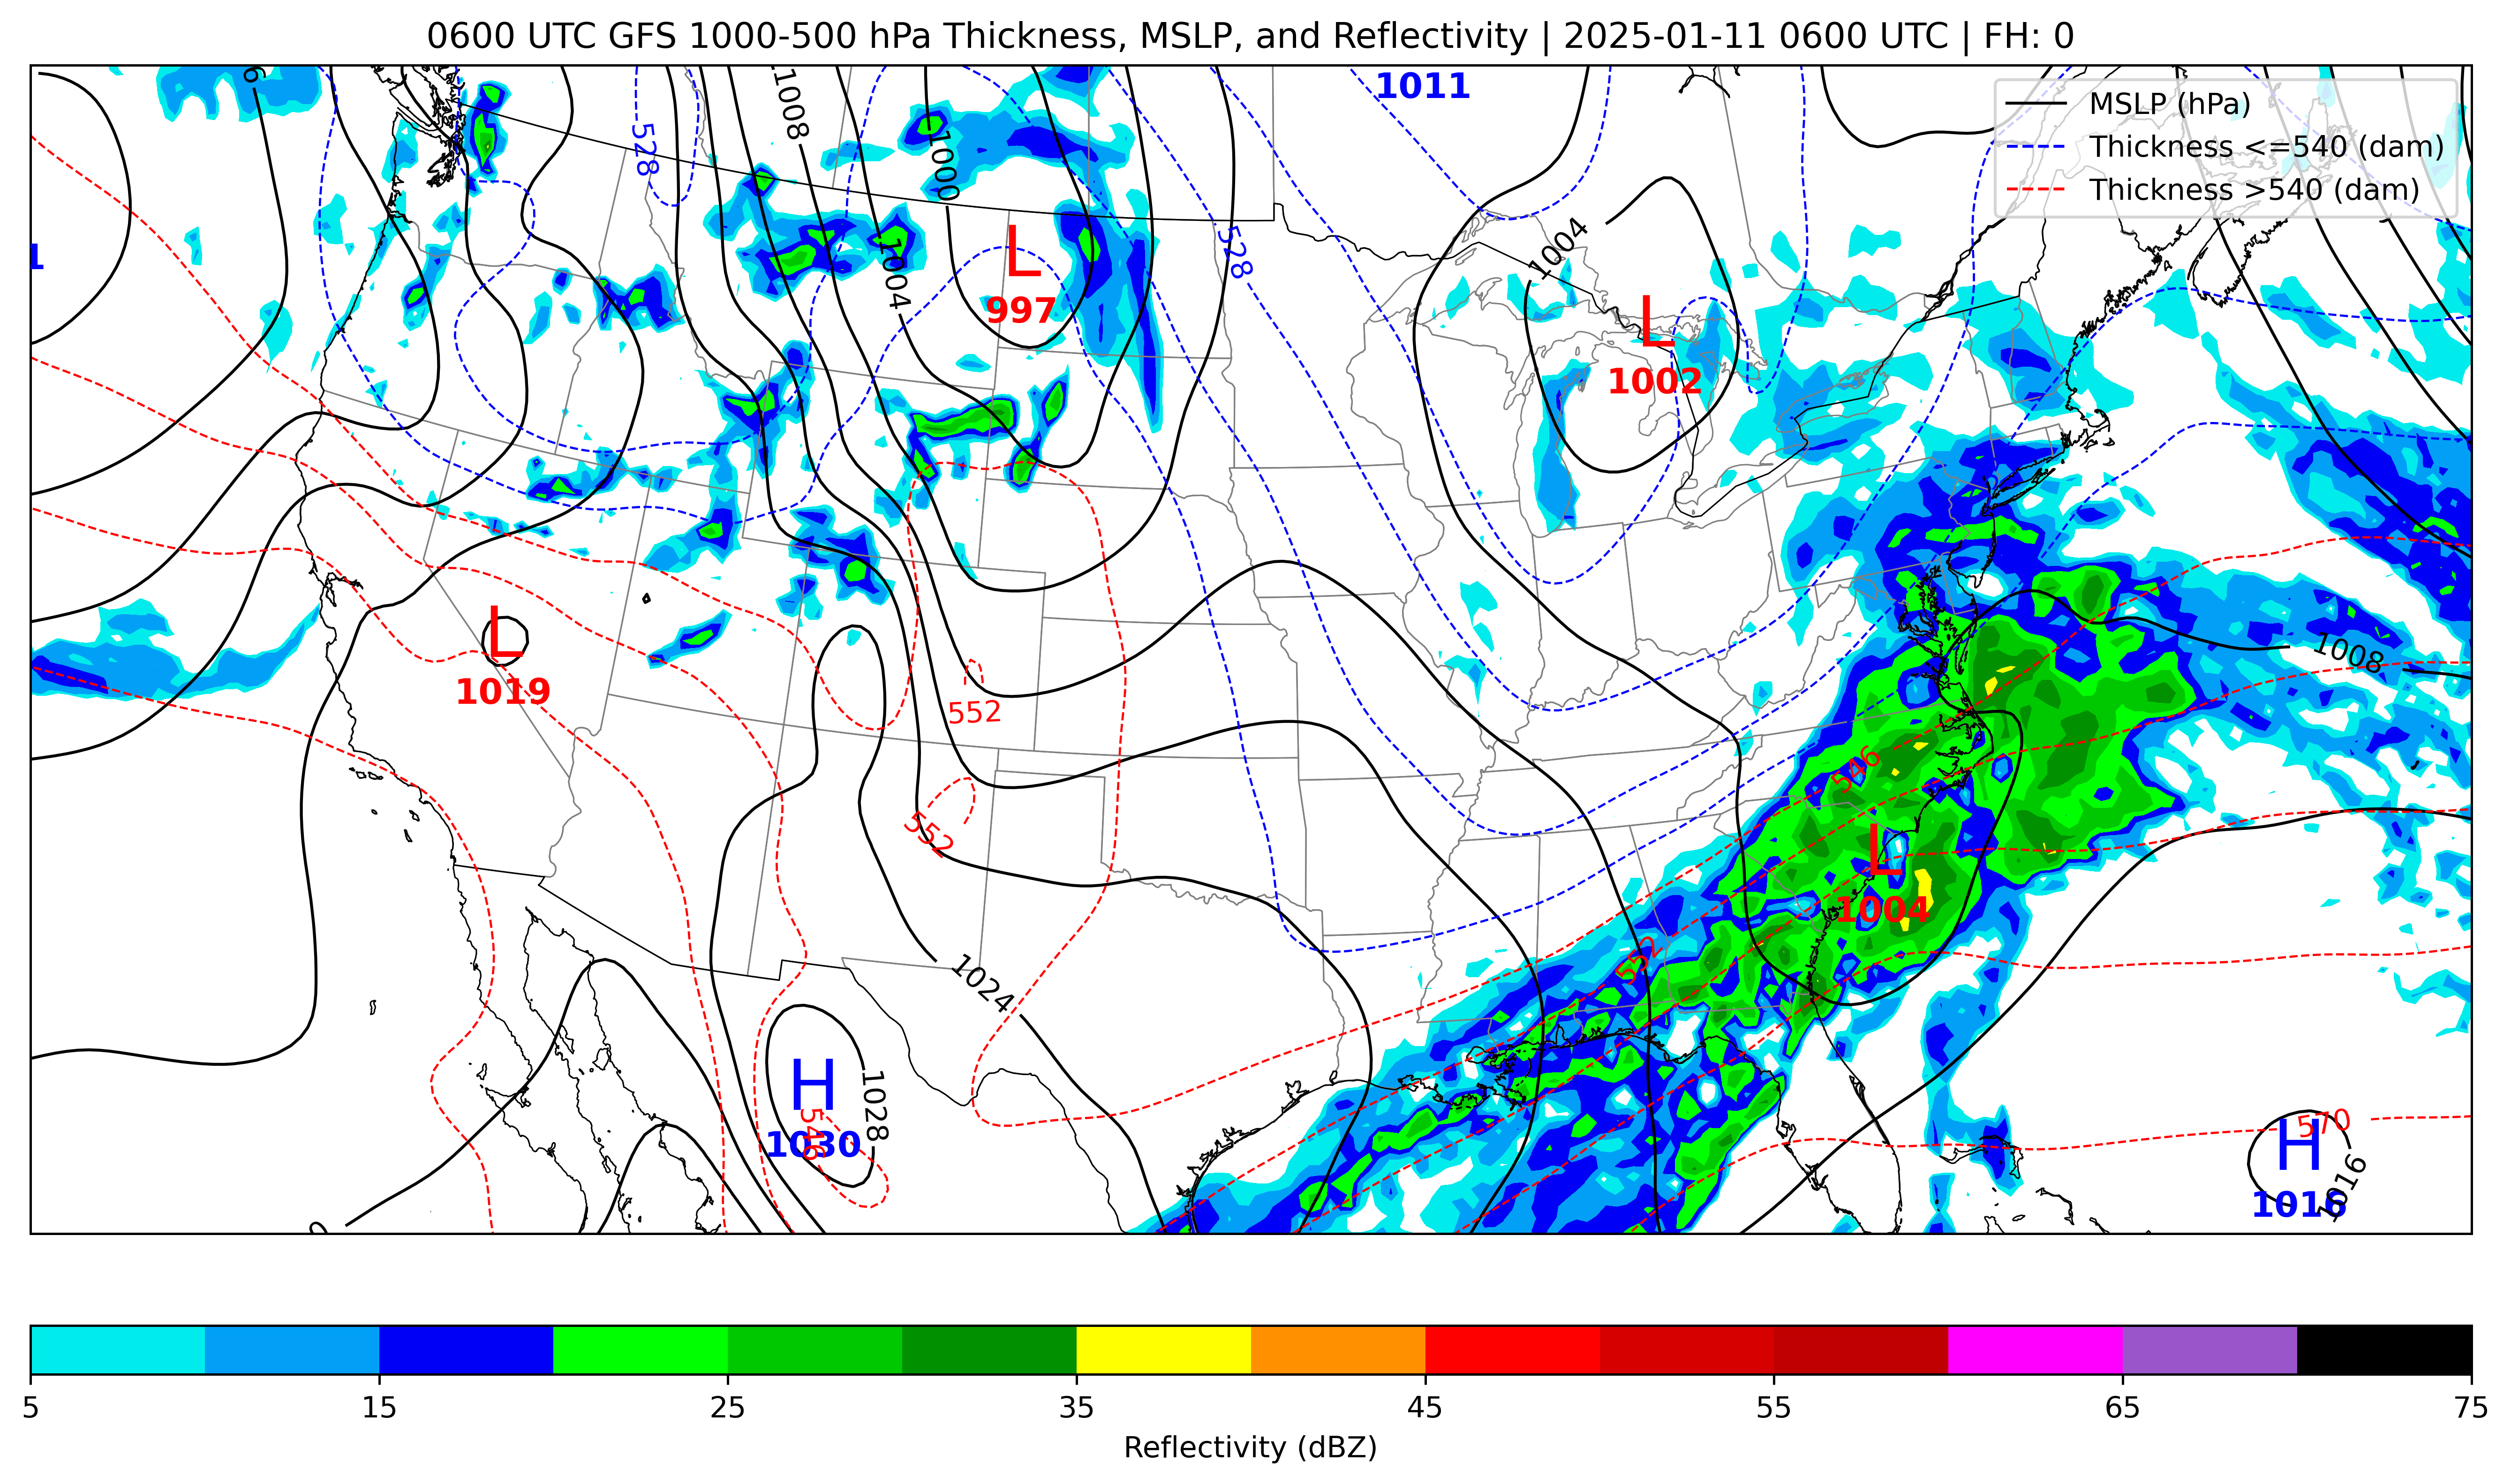 0600 UTC GFS 1000-500 hPa Thickness, MSLP, and Reflectivity | 2025-01-11 0600 UTC | FH: 0
MSLP (hPa)
Thickness <=540 (dam)
Thickness >540 (dam)
6
1008
1011
528
1000
1
1004
L
997
528
1004
L
1002
L
1019
552
552
1008
546
L
1004
552
1024
H
1030
1028
546
570
H
1016
1016
0
5 15 25 35 45 55 65 75
Reflectivity (dBZ)